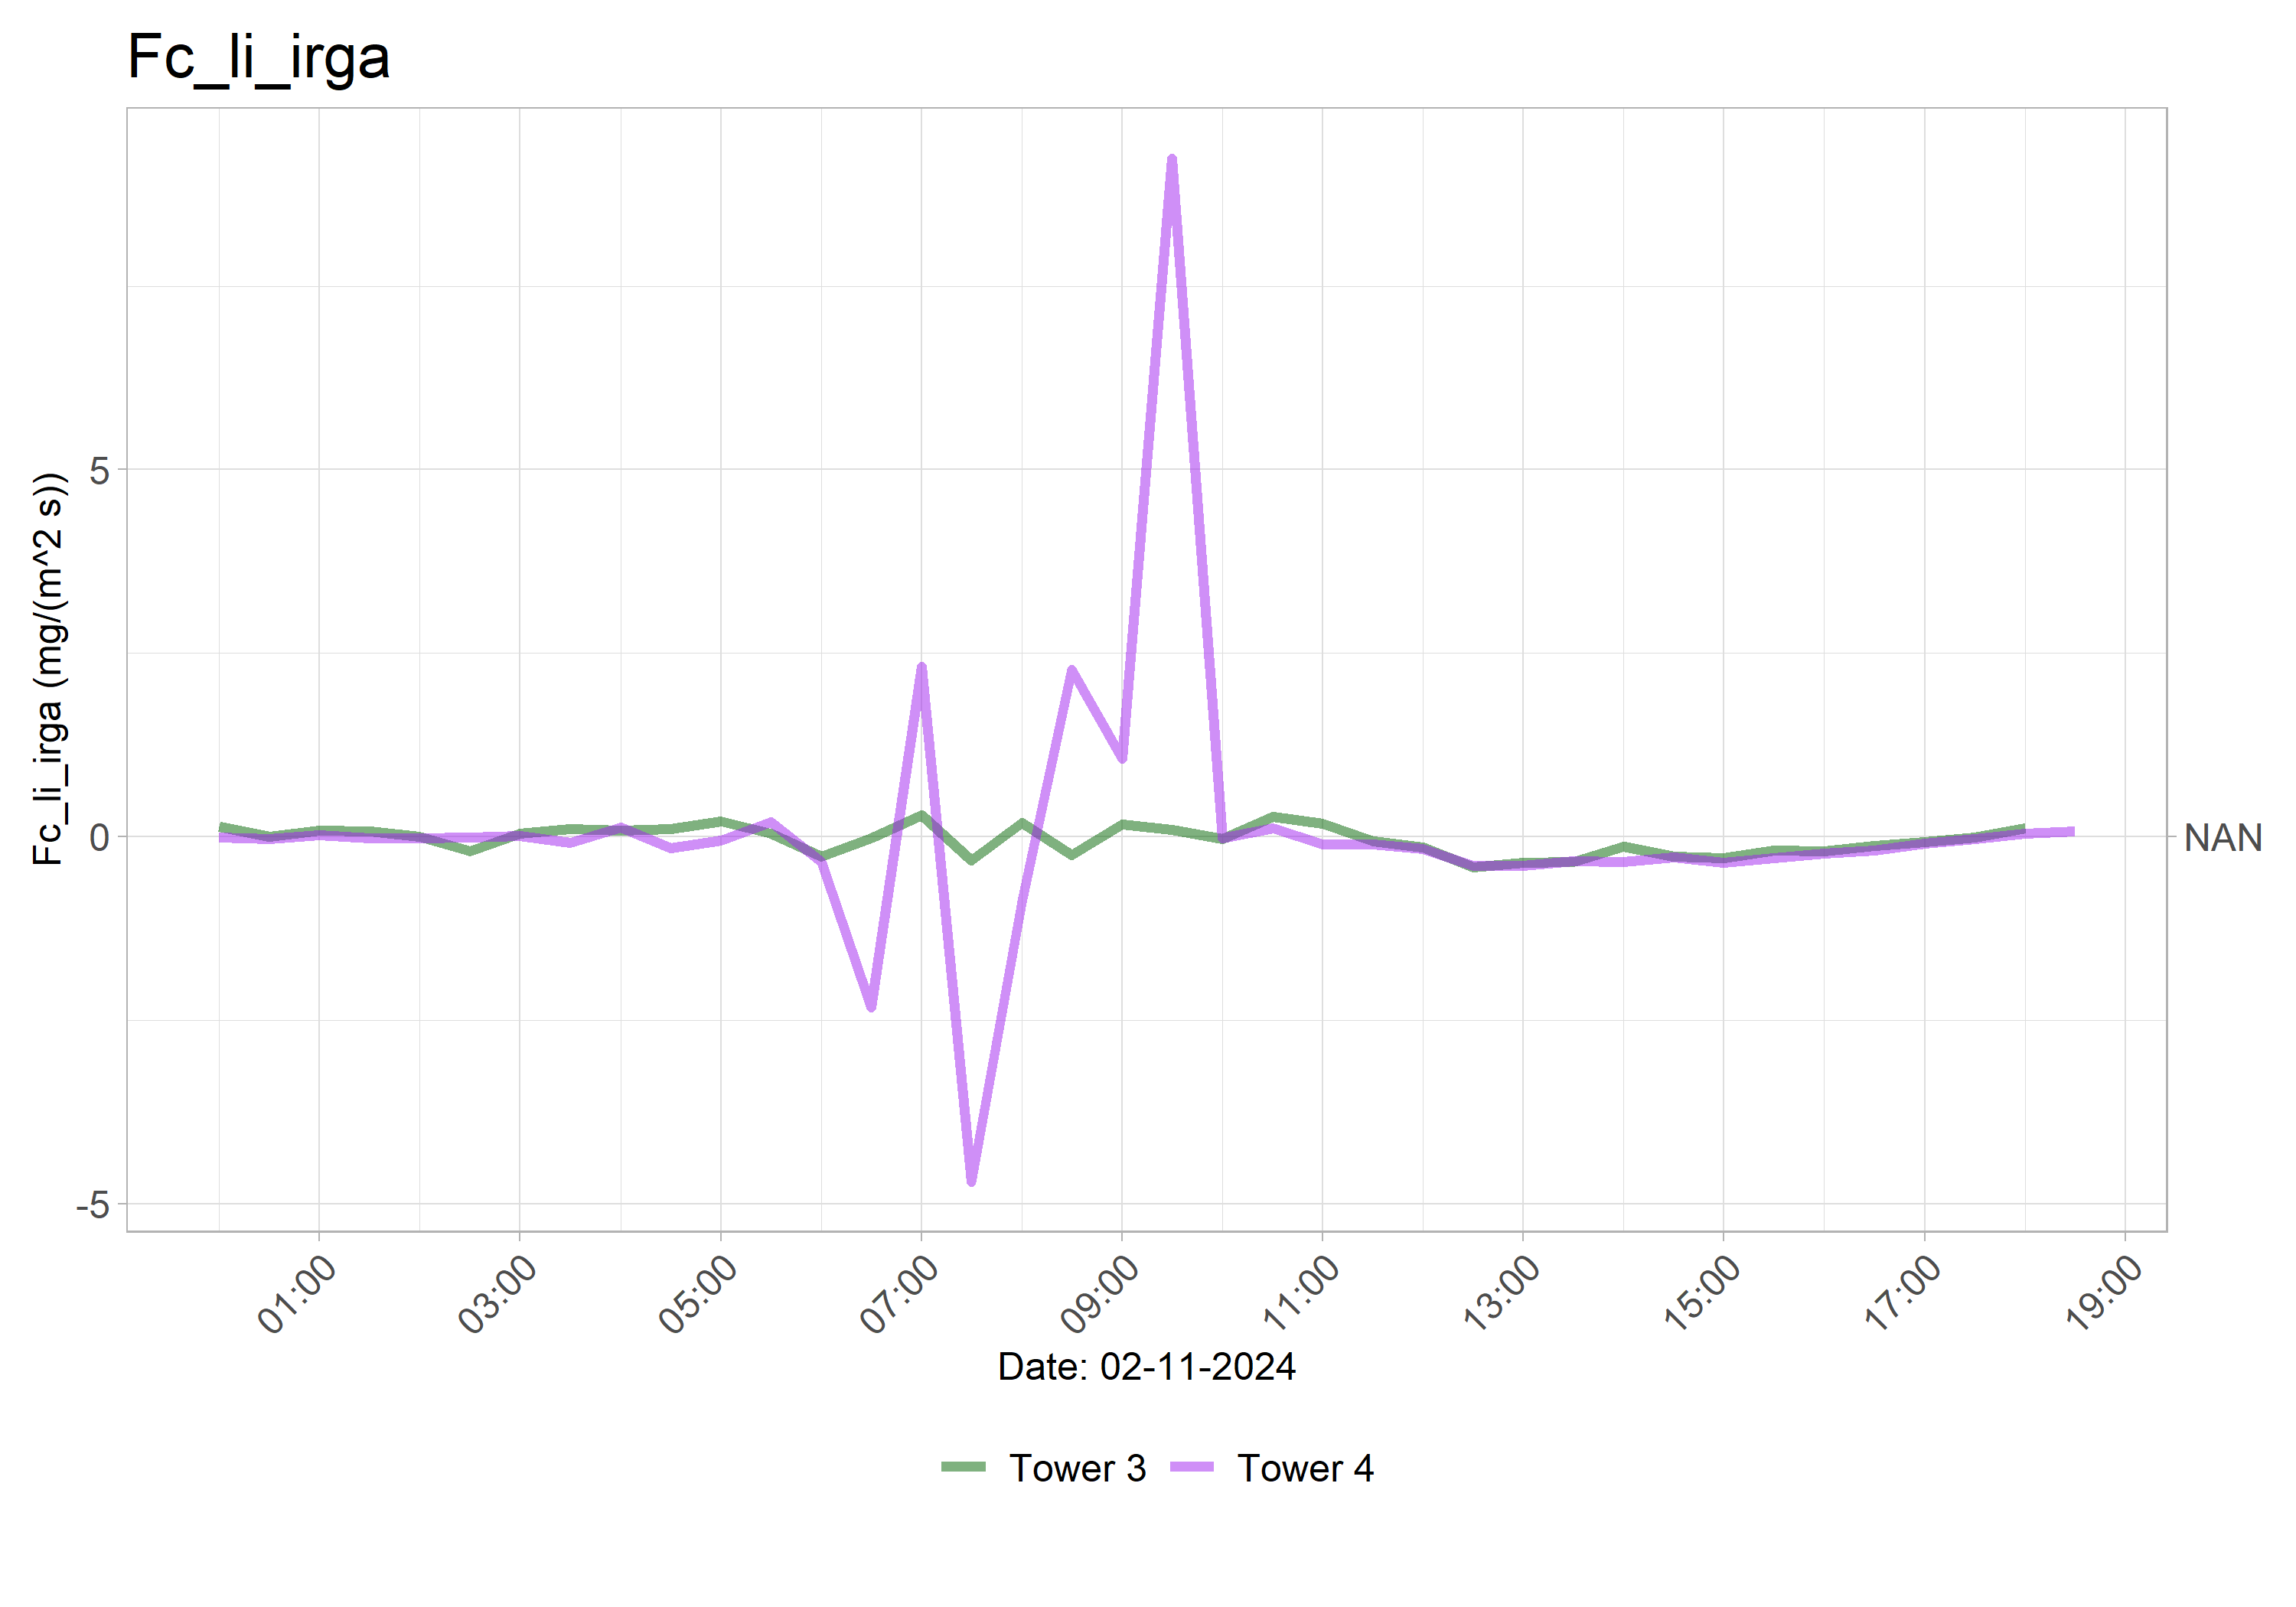 Fc_li_irga
Fc_li_irga (mg/(m^2 s))
5
0
-5
NAN
01:00 03:00 05:00 07:00 09:00 11:00 13:00 15:00 17:00 19:00
Date: 02-11-2024
Tower 3 Tower 4